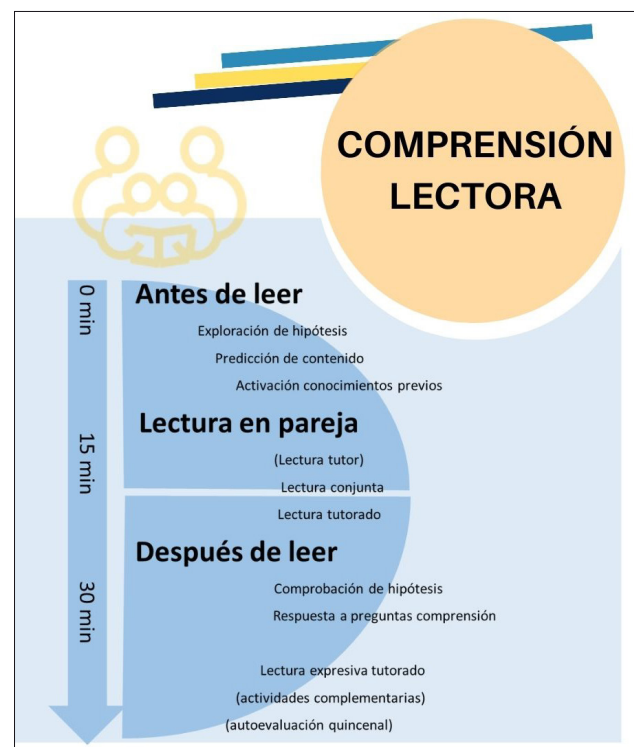 COMPRENSIÓN
LECTORA
0 min
Antes de leer
Exploración de hipótesis
Predicción de contenido
Activación conocimientos previos
15 min
Lectura en pareja
(Lectura tutor)
Lectura conjunta
Lectura tutorado
30 min
Después de leer
Comprobación de hipótesis
Respuesta a preguntas comprensión
Lectura expresiva tutorado
(actividades complementarias)
(autoevaluación quincenal)